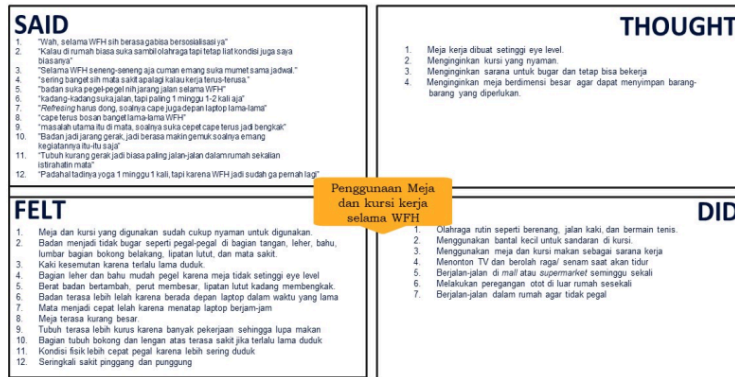 SAID
1. "Wah, selama WFH sih berasa gabisa bersosialisasi ya"
2. "Kalau di rumah biasa suka sambil olahraga tapi tetap liat kondisi juga saya
biasanya"
3. "Selama WFH seneng-seneng aja cuman emang suka mumet sama jadwal."
4. "sering banget sih mata sakit apalagi kalau kerja terus-terusa."
5. "badan suka pegel-pegel nih jarang jalan selama WFH"
6. "kadang-kadang suka jalan, tapi paling 1 minggu 1-2 kali aja"
7. "Refresing harus dong, soalnya cape juga depan laptop lama-lama"
8. "cape terus bosan banget lama-lama WFH"
9. "masalah utama itu di mata, soalnya suka cepet cape terus jadi bengkak"
10. "Badan jadi jarang gerak, jadi berasa makin gemuk soalnya emang
kegiatannya itu-itu saja"
11. "Tubuh kurang gerak jadi biasa paling jalan-jalan dalam rumah sekalian
istirahatin mata"
12. "Padahal tadinya yoga 1 minggu 1 kali, tapi karena WFH jadi sudah ga pernah lagi"
THOUGHT
1. Meja kerja dibuat setinggi eye level.
2. Menginginkan kursi yang nyaman.
3. Menginginkan sarana untuk bugar dan tetap bisa bekerja
4. Menginginkan meja berdimensi besar agar dapat menyimpan barang-
barang yang diperlukan.
Penggunaan Meja
dan kursi kerja
selama WFH
FELT
1. Meja dan kursi yang digunakan sudah cukup nyaman untuk digunakan.
2. Badan menjadi tidak bugar seperti pegal-pegal di bagian tangan, leher, bahu,
lumbar bagian bokong belakang, lipatan lutut, dan mata sakit.
3. Kaki kesemutan karena terlalu lama duduk.
4. Bagian leher dan bahu mudah pegel karena meja tidak setinggi eye level
5. Berat badan bertambah, perut membesar, lipatan lutut kadang membengkak.
6. Badan terasa lebih lelah karena berada depan laptop dalam waktu yang lama
7. Mata menjadi cepat lelah karena menatap laptop berjam-jam
8. Meja terasa kurang besar.
9. Tubuh terasa lebih kurus karena banyak pekerjaan sehingga lupa makan
10. Bagian tubuh bokong dan lengan atas terasa sakit jika terlalu lama duduk
11. Kondisi fisik lebih cepat pegal karena lebih sering duduk
12. Seringkali sakit pinggang dan punggung
DID
1. Olahraga rutin seperti berenang, jalan kaki, dan bermain tenis.
2. Menggunakan bantal kecil untuk sandaran di kursi.
3. Menggunakan meja dan kursi makan sebagai sarana kerja
4. Menonton TV dan berolah raga/ senam saat akan tidur
5. Berjalan-jalan di mall atau supermarket seminggu sekali
6. Melakukan peregangan otot di luar rumah sesekali
7. Berjalan-jalan dalam rumah agar tidak pegal